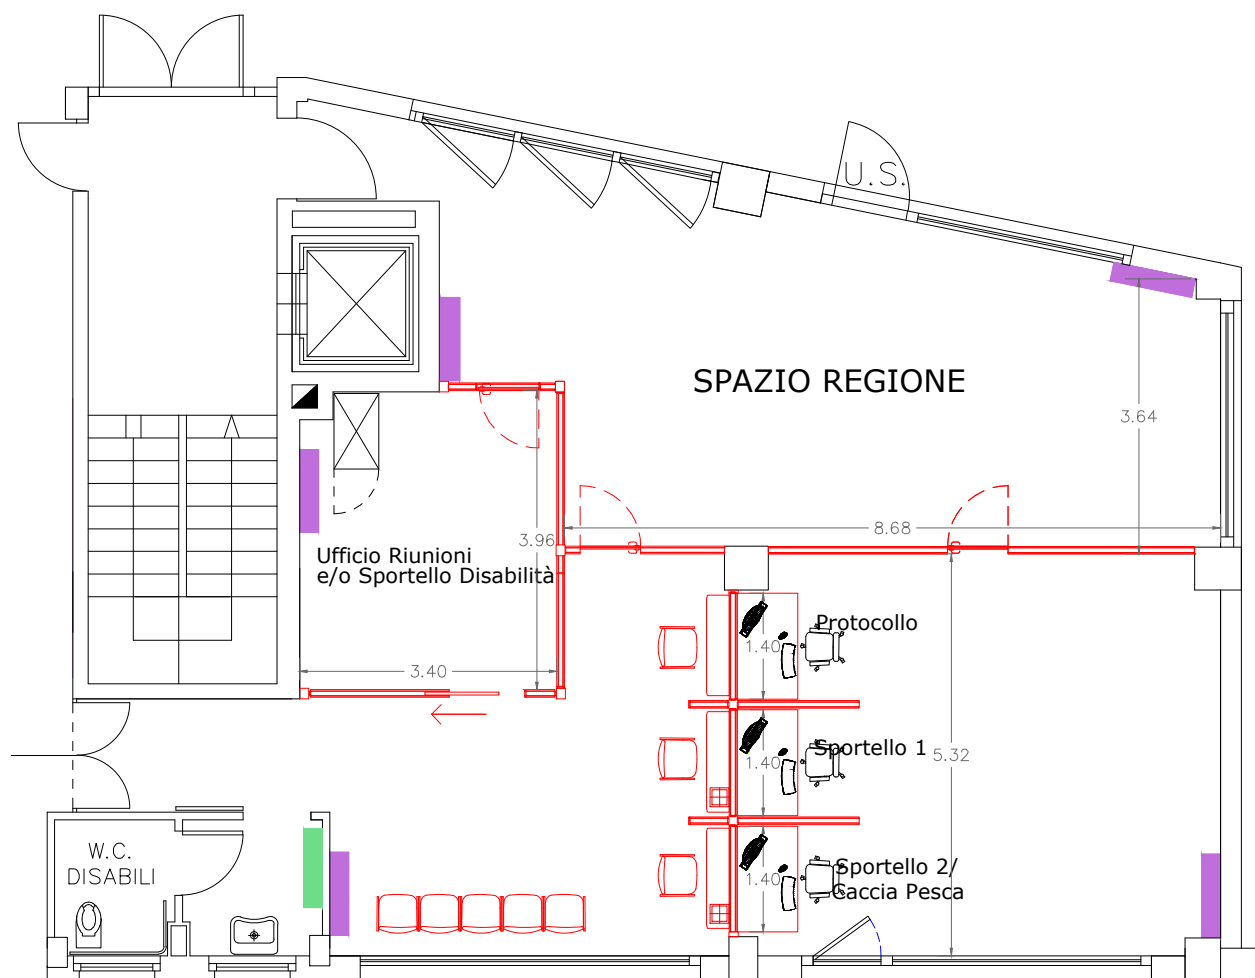 U.S.
SPAZIO REGIONE
3.64
8.68
3.96
Ufficio Riunioni
e/o Sportello Disabilità
Protocollo
1.40
3.40
Sportello 1
1.40
5.32
W.C.
DISABILI
Sportello 2/
Caccia Pesca
1.40